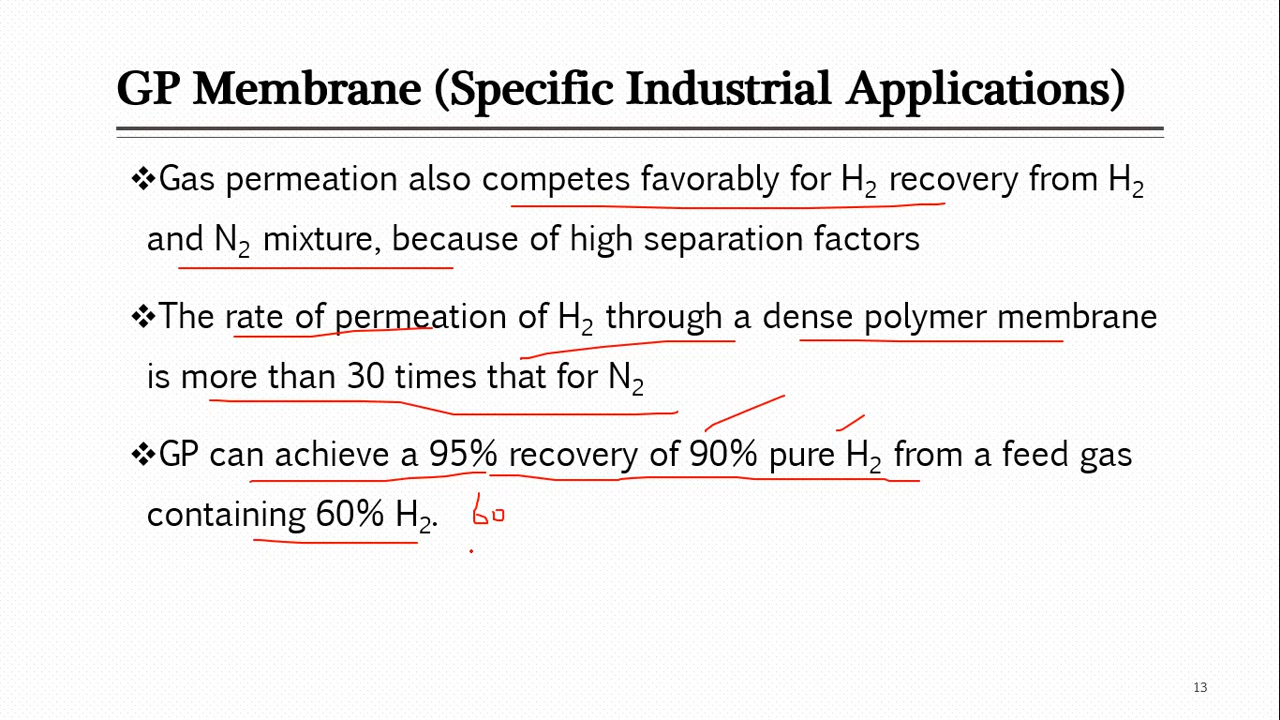 GP Membrane (Specific Industrial Applications)
❖Gas permeation also competes favorably for H₂ recovery from H₂
and N₂ mixture, because of high separation factors
❖The rate of permeation of H₂ through a dense polymer membrane
is more than 30 times that for N₂
❖GP can achieve a 95% recovery of 90% pure H₂ from a feed gas
containing 60% H₂. 60
13